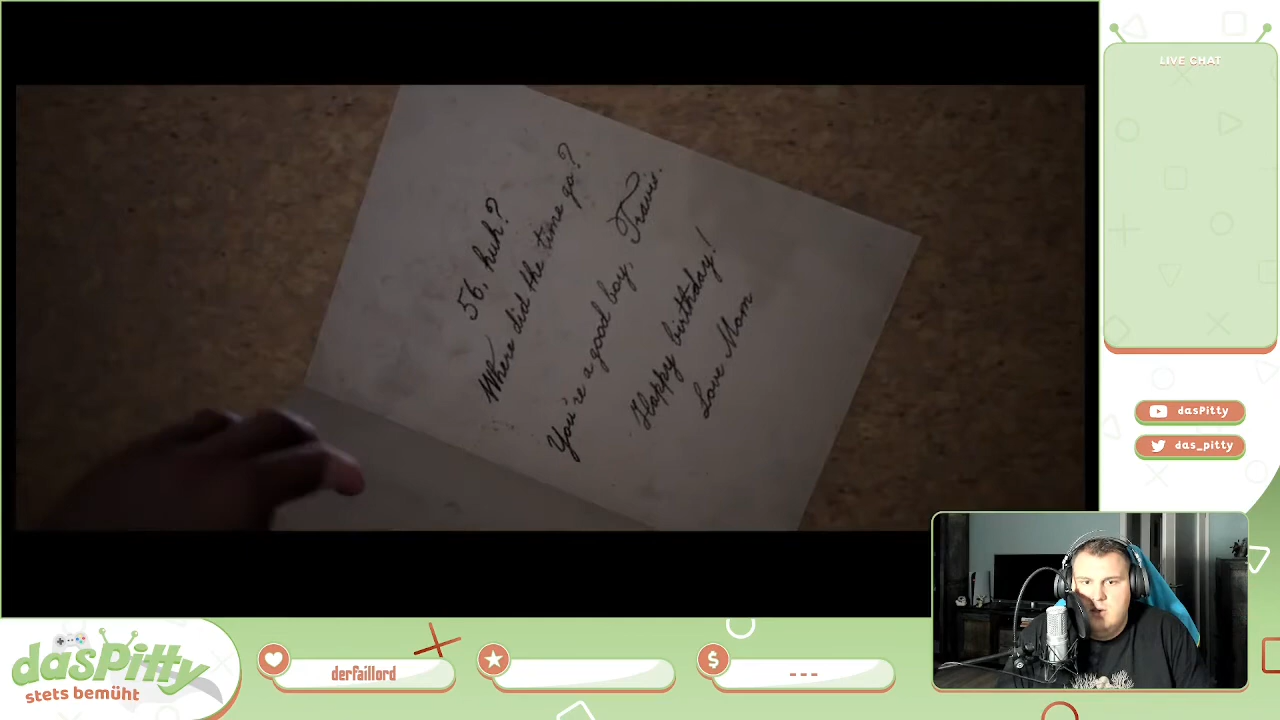 56, huh?
Where did the time go?
You're a good boy, Travis.
Happy birthday!
Love Mom
LIVE CHAT
dasPitty
das_pitty
dasPitty
stets bemüht
derfaillord
$
---